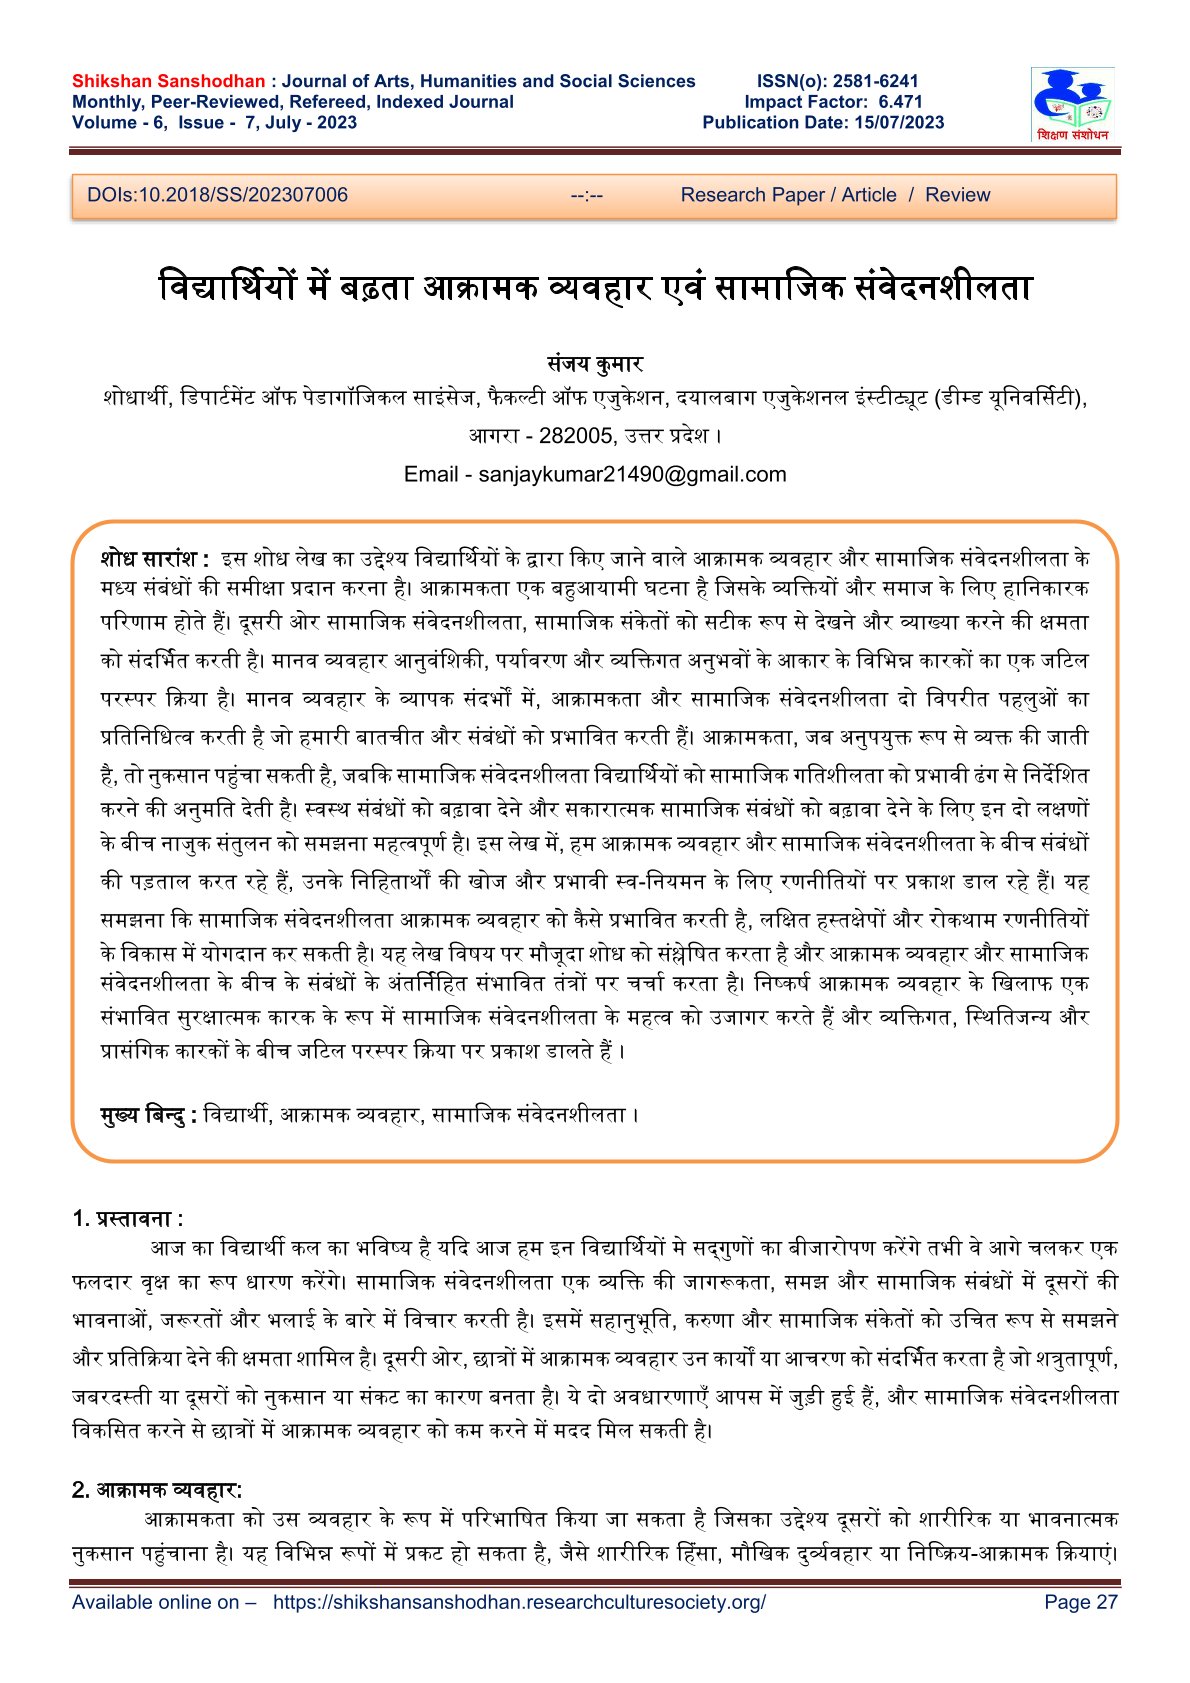 Shikshan Sanshodhan : Journal of Arts, Humanities and Social Sciences ISSN(o): 2581-6241
Monthly, Peer-Reviewed, Refereed, Indexed Journal Impact Factor: 6.471
Volume - 6, Issue - 7, July - 2023 Publication Date: 15/07/2023
शिक्षण संशोधन
DOIs:10.2018/SS/202307006 --:-- Research Paper / Article / Review
विद्यार्थियों में बढ़ता आक्रामक व्यवहार एवं सामाजिक संवेदनशीलता
संजय कुमार
शोधार्थी, डिपार्टमेंट ऑफ पेडागॉजिकल साइंसेज, फैकल्टी ऑफ एजुकेशन, दयालबाग एजुकेशनल इंस्टीट्यूट (डीम्ड यूनिवर्सिटी),
आगरा - 282005, उत्तर प्रदेश ।
Email - sanjaykumar21490@gmail.com
शोध सारांश : इस शोध लेख का उद्देश्य विद्यार्थियों के द्वारा किए जाने वाले आक्रामक व्यवहार और सामाजिक संवेदनशीलता के
मध्य संबंधों की समीक्षा प्रदान करना है। आक्रामकता एक बहुआयामी घटना है जिसके व्यक्तियों और समाज के लिए हानिकारक
परिणाम होते हैं। दूसरी ओर सामाजिक संवेदनशीलता, सामाजिक संकेतों को सटीक रूप से देखने और व्याख्या करने की क्षमता
को संदर्भित करती है। मानव व्यवहार आनुवंशिकी, पर्यावरण और व्यक्तिगत अनुभवों के आकार के विभिन्न कारकों का एक जटिल
परस्पर क्रिया है। मानव व्यवहार के व्यापक संदर्भों में, आक्रामकता और सामाजिक संवेदनशीलता दो विपरीत पहलुओं का
प्रतिनिधित्व करती है जो हमारी बातचीत और संबंधों को प्रभावित करती हैं। आक्रामकता, जब अनुपयुक्त रूप से व्यक्त की जाती
है, तो नुकसान पहुंचा सकती है, जबकि सामाजिक संवेदनशीलता विद्यार्थियों को सामाजिक गतिशीलता को प्रभावी ढंग से निर्देशित
करने की अनुमति देती है। स्वस्थ संबंधों को बढ़ावा देने और सकारात्मक सामाजिक संबंधों को बढ़ावा देने के लिए इन दो लक्षणों
के बीच नाजुक संतुलन को समझना महत्वपूर्ण है। इस लेख में, हम आक्रामक व्यवहार और सामाजिक संवेदनशीलता के बीच संबंधों
की पड़ताल करत रहे हैं, उनके निहितार्थों की खोज और प्रभावी स्व-नियमन के लिए रणनीतियों पर प्रकाश डाल रहे हैं। यह
समझना कि सामाजिक संवेदनशीलता आक्रामक व्यवहार को कैसे प्रभावित करती है, लक्षित हस्तक्षेपों और रोकथाम रणनीतियों
के विकास में योगदान कर सकती है। यह लेख विषय पर मौजूदा शोध को संश्लेषित करता है और आक्रामक व्यवहार और सामाजिक
संवेदनशीलता के बीच के संबंधों के अंतर्निहित संभावित तंत्रों पर चर्चा करता है। निष्कर्ष आक्रामक व्यवहार के खिलाफ एक
संभावित सुरक्षात्मक कारक के रूप में सामाजिक संवेदनशीलता के महत्व को उजागर करते हैं और व्यक्तिगत, स्थितिजन्य और
प्रासंगिक कारकों के बीच जटिल परस्पर क्रिया पर प्रकाश डालते हैं ।
मुख्य बिन्दु : विद्यार्थी, आक्रामक व्यवहार, सामाजिक संवेदनशीलता ।
1. प्रस्तावना :
आज का विद्यार्थी कल का भविष्य है यदि आज हम इन विद्यार्थियों मे सद्‌गुणों का बीजारोपण करेंगे तभी वे आगे चलकर एक
फलदार वृक्ष का रूप धारण करेंगे। सामाजिक संवेदनशीलता एक व्यक्ति की जागरूकता, समझ और सामाजिक संबंधों में दूसरों की
भावनाओं, जरूरतों और भलाई के बारे में विचार करती है। इसमें सहानुभूति, करुणा और सामाजिक संकेतों को उचित रूप से समझने
और प्रतिक्रिया देने की क्षमता शामिल है। दूसरी ओर, छात्रों में आक्रामक व्यवहार उन कार्यों या आचरण को संदर्भित करता है जो शत्रुतापूर्ण,
जबरदस्ती या दूसरों को नुकसान या संकट का कारण बनता है। ये दो अवधारणाएँ आपस में जुड़ी हुई हैं, और सामाजिक संवेदनशीलता
विकसित करने से छात्रों में आक्रामक व्यवहार को कम करने में मदद मिल सकती है।
2. आक्रामक व्यवहार:
आक्रामकता को उस व्यवहार के रूप में परिभाषित किया जा सकता है जिसका उद्देश्य दूसरों को शारीरिक या भावनात्मक
नुकसान पहुंचाना है। यह विभिन्न रूपों में प्रकट हो सकता है, जैसे शारीरिक हिंसा, मौखिक दुर्व्यवहार या निष्क्रिय-आक्रामक क्रियाएं।
Available online on – https://shikshansanshodhan.researchculturesociety.org/ Page 27